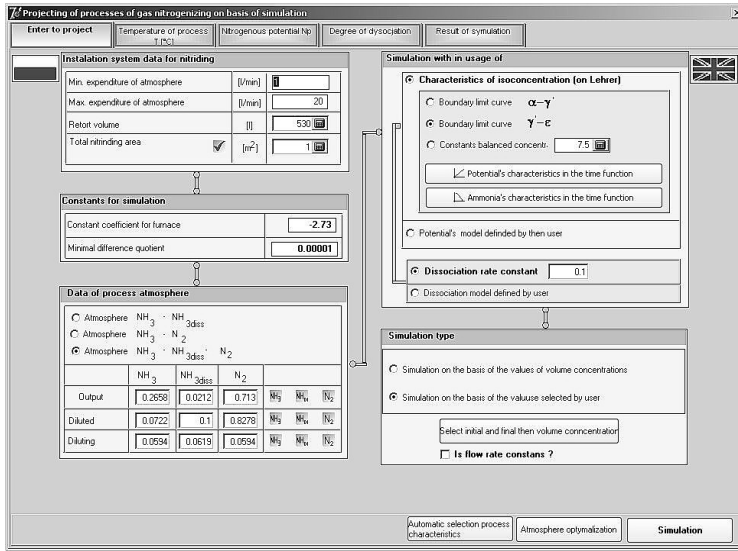 Projecting of processes of gas nitrogenizing on basis of simulation
Enter to project
Temperature of process T [°C]
Nitrogenous potential Np
Degree of dysocjation
Result of symulation
Instalation system data for nitriding
Min. expenditure of atmosphere [l/min] 1
Max. expenditure of atmosphere [l/min] 20
Retort volume [l] 530
Total nitrinding area [m2] 1
Constants for simulation
Constant coefficient for furnace -2.73
Minimal difference quotient 0.00001
Data of process atmosphere
Atmosphere NH3 - NH3diss
Atmosphere NH3 - N2
Atmosphere NH3 - NH3diss - N2
NH3 NH3diss N2
Output 0.2658 0.0212 0.713 NH3 N2
Diluted 0.0722 0.1 0.8278 NH3 N2
Diluting 0.0594 0.0619 0.0594 NH3 N2
Simulation with in usage of
Characteristics of isoconcentration (on Lehrer)
Boundary limit curve α-γ'
Boundary limit curve γ'-ε
Constants balanced concentr. 7.5
Potential's characteristics in the time function
Ammonia's characteristics in the time function
Potential's model definded by then user
Dissociation rate constant 0.1
Dissociation model defined by user
Simulation type
Simulation on the basis of the values of volume concentrations
Simulation on the basis of the valuuse selected by user
Select initial and final then volume conncentration
Is flow rate constans ?
Automatic selection process characteristics
Atmosphere optymalization
Simulation